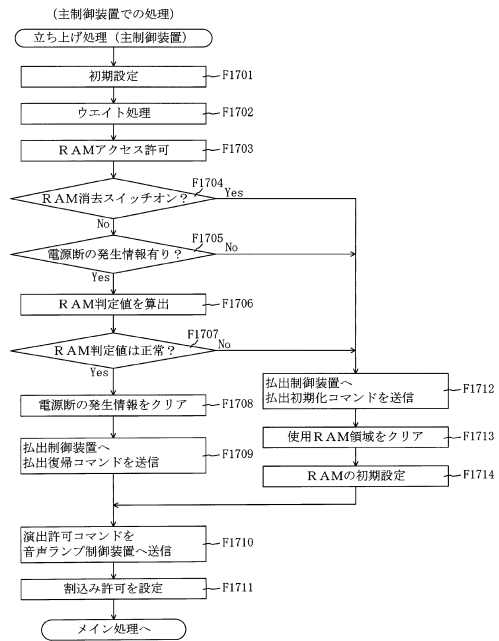 (主制御装置での処理)
立ち上げ処理(主制御装置)
初期設定
F1701
ウエイト処理
F1702
RAMアクセス許可
F1703
RAM消去スイッチオン?
F1704
Yes
No
電源断の発生情報有り?
F1705
No
Yes
RAM判定値を算出
F1706
RAM判定値は正常?
F1707
No
Yes
電源断の発生情報をクリア
F1708
払出制御装置へ
払出復帰コマンドを送信
F1709
払出制御装置へ
払出初期化コマンドを送信
F1712
使用RAM領域をクリア
F1713
RAMの初期設定
F1714
演出許可コマンドを
音声ランプ制御装置へ送信
F1710
割込み許可を設定
F1711
メイン処理へ